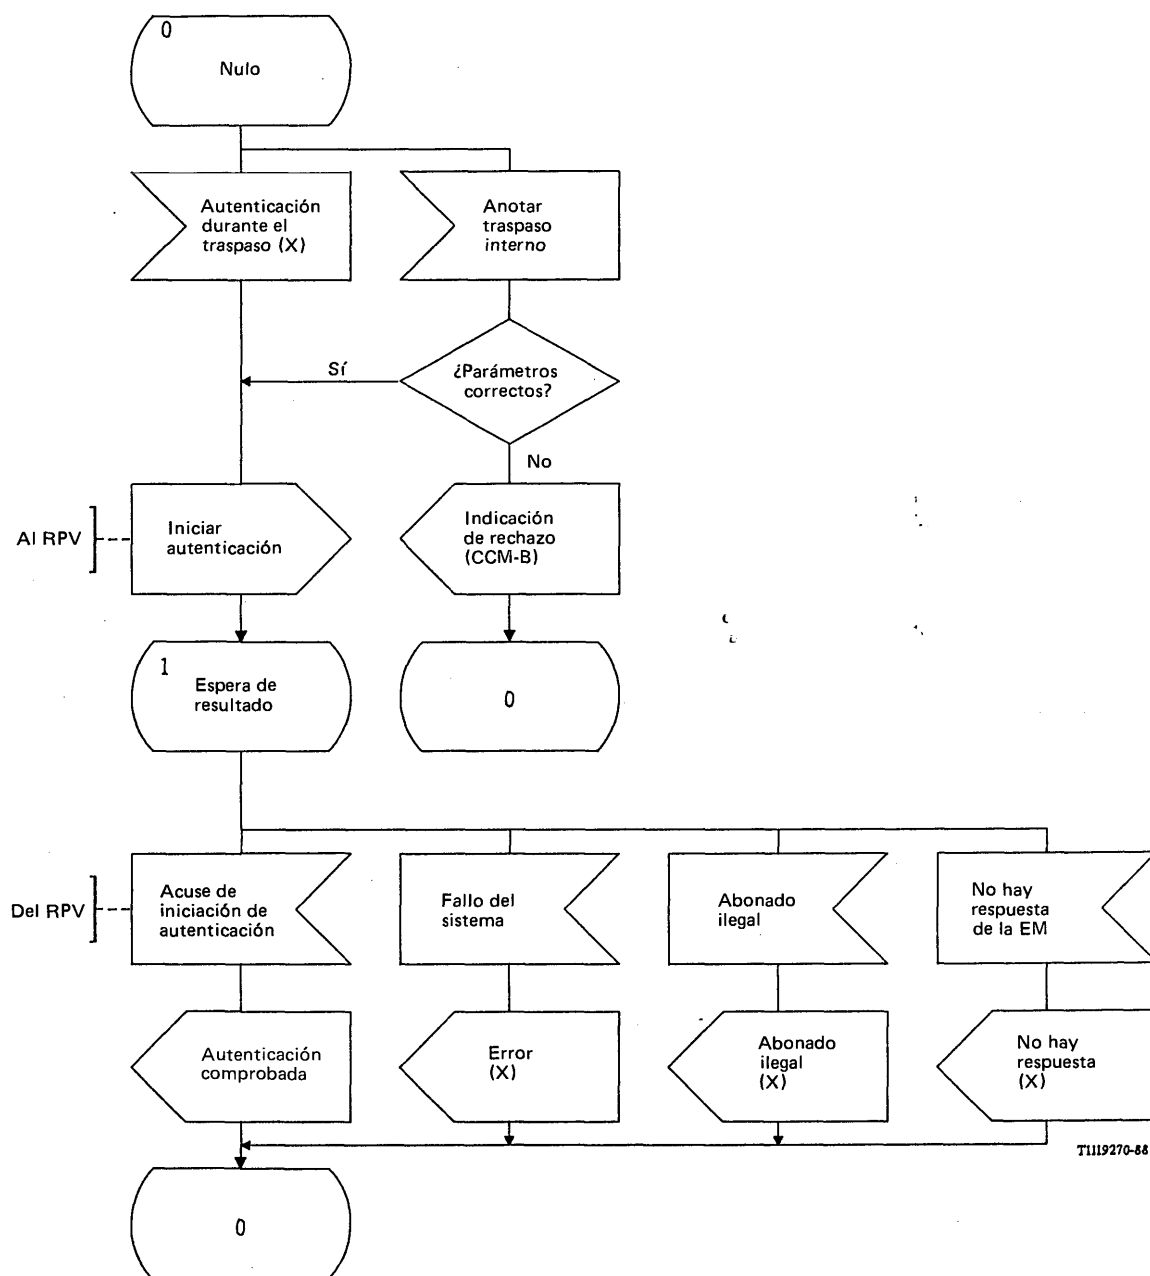 0
Nulo
Autenticación
durante el
traspaso (X)
Anotar
traspaso
interno
Sí
¿Parámetros
correctos?
No
Al RPV
Iniciar
autenticación
Indicación
de rechazo
(CCM-B)
1
Espera de
resultado
0
Del RPV
Acuse de
iniciación de
autenticación
Fallo del
sistema
Abonado
ilegal
No hay
respuesta
de la EM
Autenticación
comprobada
Error
(X)
Abonado
ilegal
(X)
No hay
respuesta
(X)
T1119270-88
0